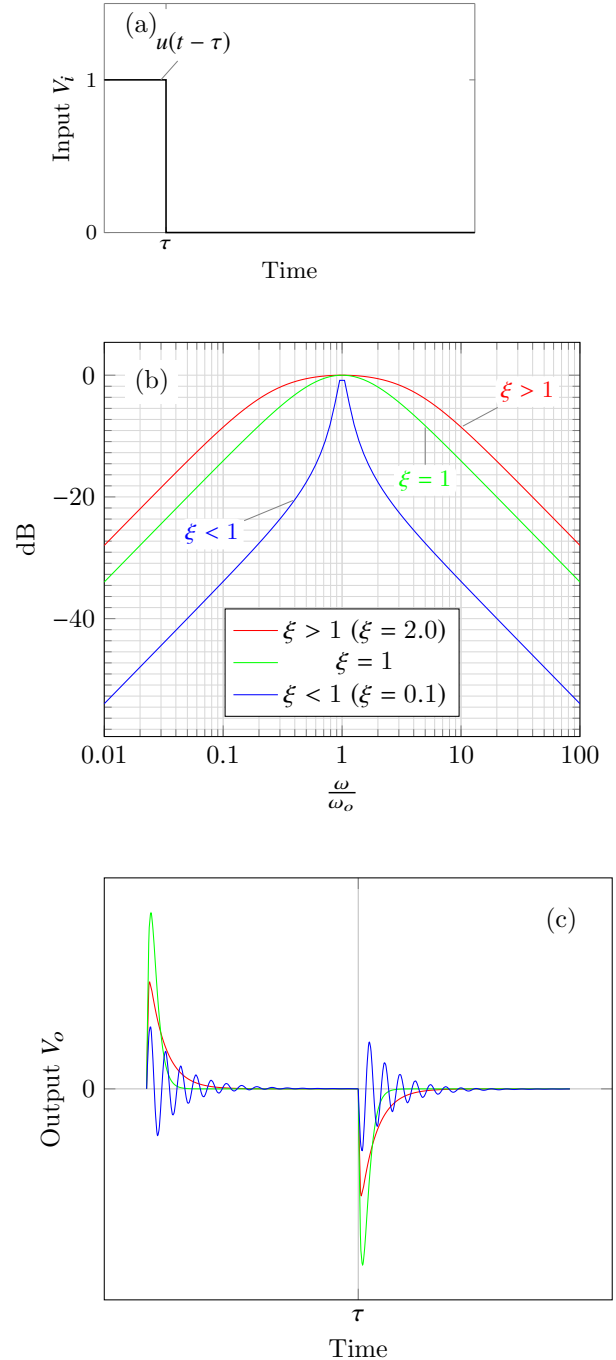 (a)
u(t − τ)
1
Input V_i
0
τ
Time
(b)
0
ξ > 1
ξ = 1
−20
ξ < 1
dB
−40
ξ > 1 (ξ = 2.0)
ξ = 1
ξ < 1 (ξ = 0.1)
0.01 0.1 1 10 100
ω
ω_o
(c)
Output V_o
0
τ
Time